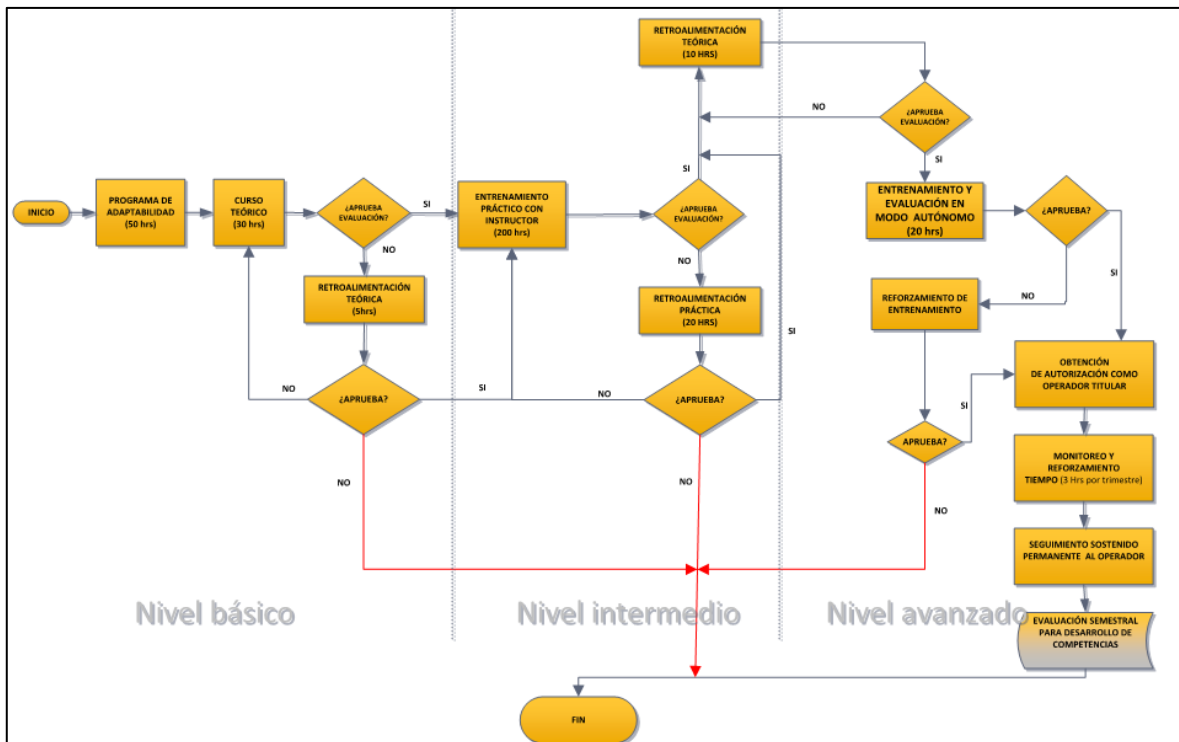 RETROALIMENTACIÓN
TEÓRICA
(10 HRS)
¿APRUEBA
EVALUACIÓN?
NO
SI
INICIO
PROGRAMA DE
ADAPTABILIDAD
(50 hrs)
CURSO
TEÓRICO
(30 hrs)
¿APRUEBA
EVALUACIÓN?
SI
NO
RETROALIMENTACIÓN
TEÓRICA
(5hrs)
¿APRUEBA?
NO
SI
NO
Nivel básico
ENTRENAMIENTO
PRÁCTICO CON
INSTRUCTOR
(200 hrs)
¿APRUEBA
EVALUACIÓN?
SI
NO
RETROALIMENTACIÓN
PRÁCTICA
(20 HRS)
¿APRUEBA?
NO
SI
NO
Nivel intermedio
ENTRENAMIENTO Y
EVALUACIÓN EN
MODO AUTÓNOMO
(20 hrs)
¿APRUEBA?
SI
NO
REFORZAMIENTO DE
ENTRENAMIENTO
APRUEBA?
SI
NO
OBTENCIÓN
DE AUTORIZACIÓN COMO
OPERADOR TITULAR
MONITOREO Y
REFORZAMIENTO
TIEMPO (3 Hrs por trimestre)
SEGUIMIENTO SOSTENIDO
PERMANENTE AL OPERADOR
Nivel avanzado
EVALUACIÓN SEMESTRAL
PARA DESARROLLO DE
COMPETENCIAS
FIN